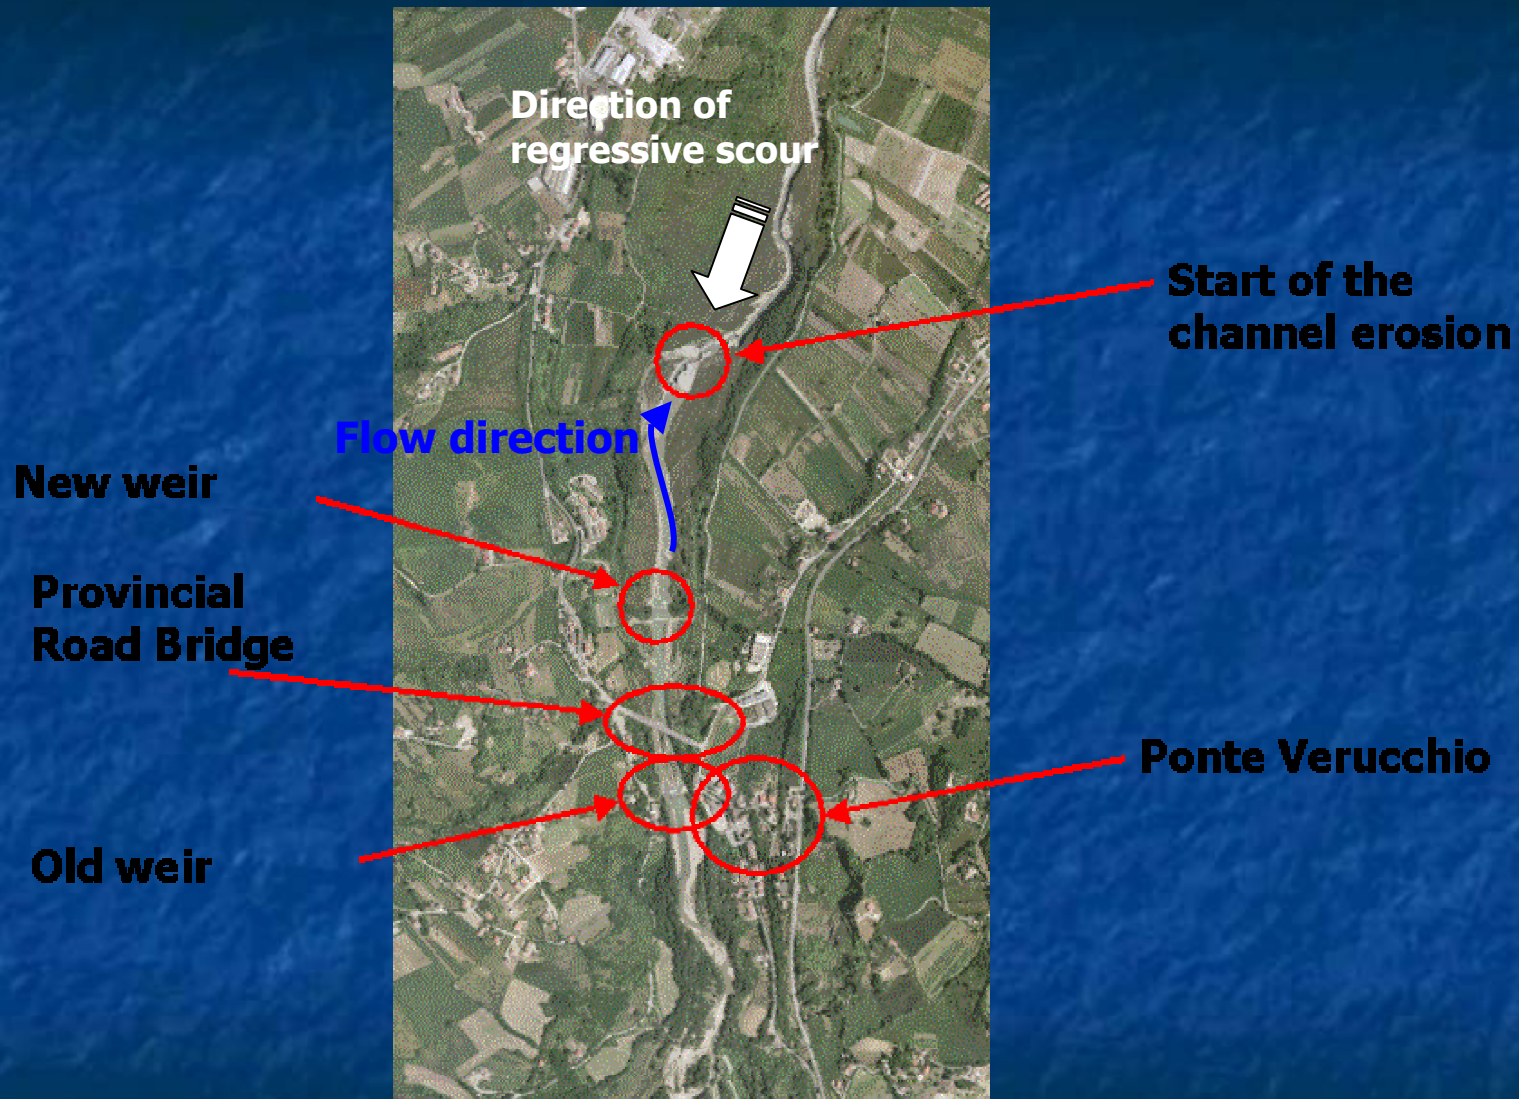 Direction of
regressive scour
Start of the
channel erosion
Flow direction
New weir
Provincial
Road Bridge
Ponte Verucchio
Old weir